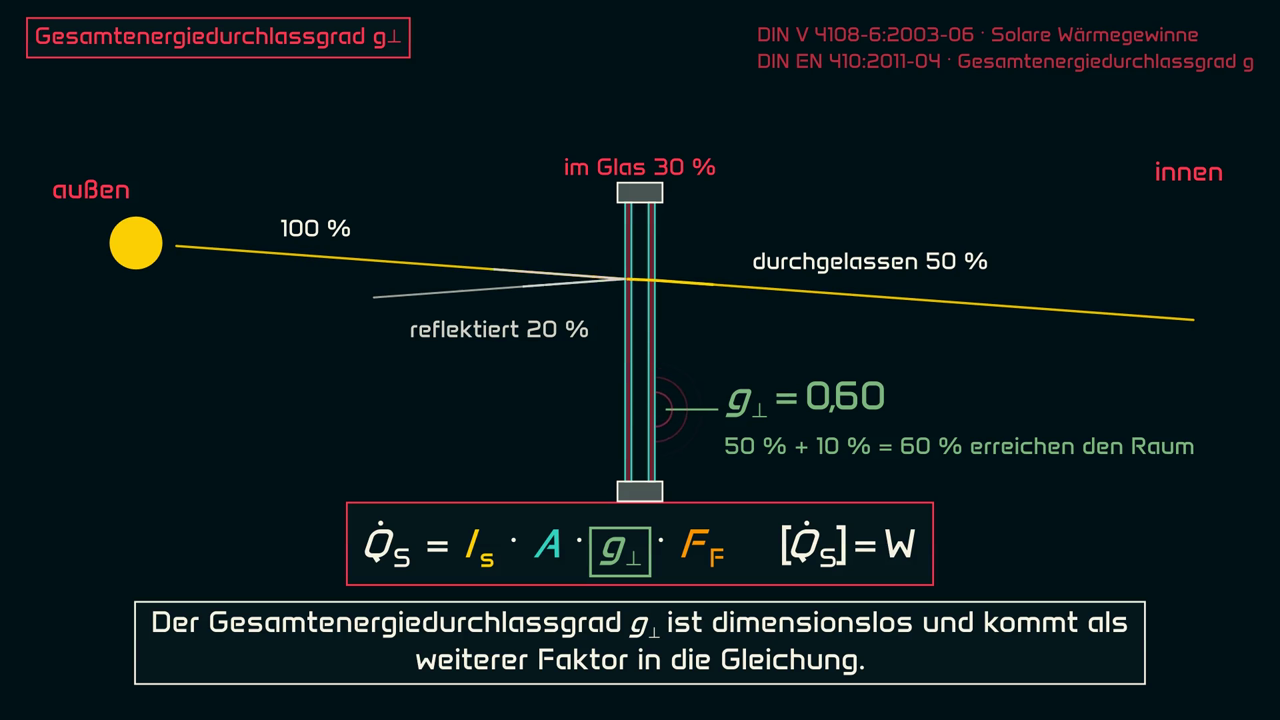 Gesamtenergiedurchlassgrad g⊥
DIN V 4108-6:2003-06 · Solare Wärmegewinne
DIN EN 410:2011-04 · Gesamtenergiedurchlassgrad g
im Glas 30 %
innen
außen
100 %
durchgelassen 50 %
reflektiert 20 %
g⊥ = 0,60
50 % + 10 % = 60 % erreichen den Raum
Q̇S = Is · A · g⊥ · FF [Q̇S] = W
Der Gesamtenergiedurchlassgrad g⊥ ist dimensionslos und kommt als
weiterer Faktor in die Gleichung.